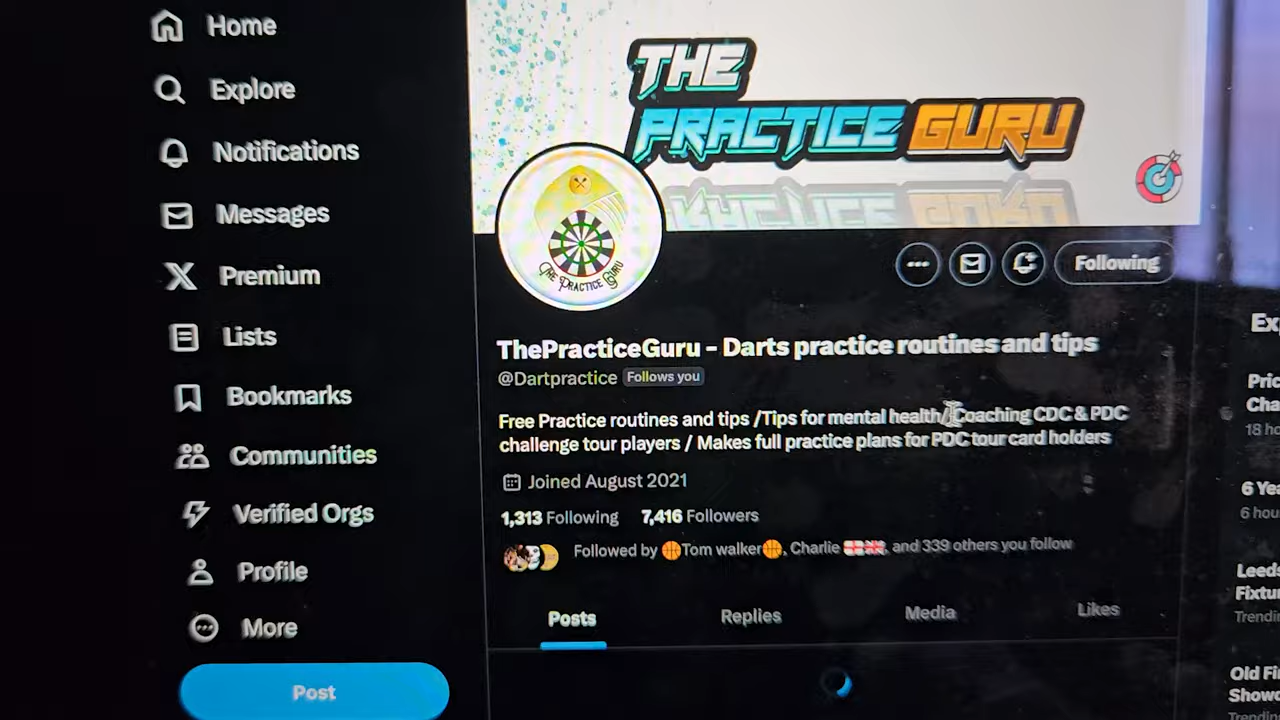 Home
Explore
Notifications
Messages
Premium
Lists
Bookmarks
Communities
Verified Orgs
Profile
More
Post
THE
PRACTICE GURU
THE PRACTICE GURU
Following
ThePracticeGuru - Darts practice routines and tips
@Dartpractice Follows you
Free Practice routines and tips /Tips for mental health/Coaching CDC & PDC
challenge tour players / Makes full practice plans for PDC tour card holders
Joined August 2021
1,313 Following 7,416 Followers
Followed by 🏀Tom walker🏀, Charlie 🏴󠁧󠁢󠁥󠁮󠁧󠁿🇬🇧, and 339 others you follow
Posts Replies Media Likes
Ex
Pric
Cha
18 ho
6 Yea
6 hou
Leeds
Fixtu
Trendi
Old Fi
Showd
Trendin